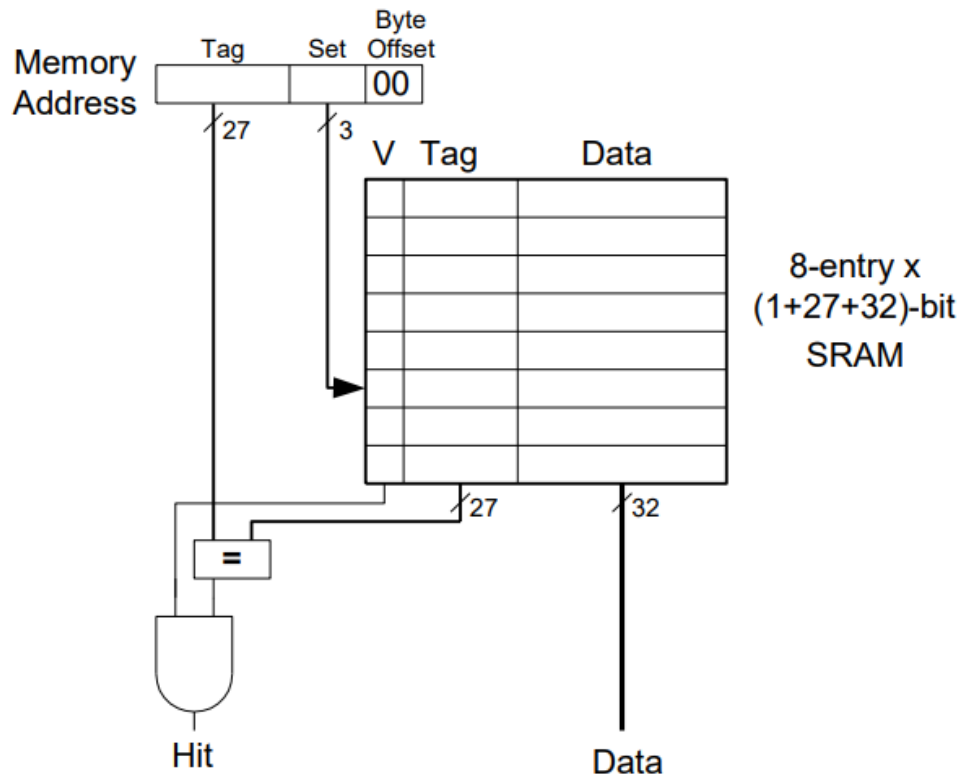 Byte
Tag Set Offset
Memory
Address
00
27
3
V Tag Data
8-entry x
(1+27+32)-bit
SRAM
27
32
=
Hit
Data